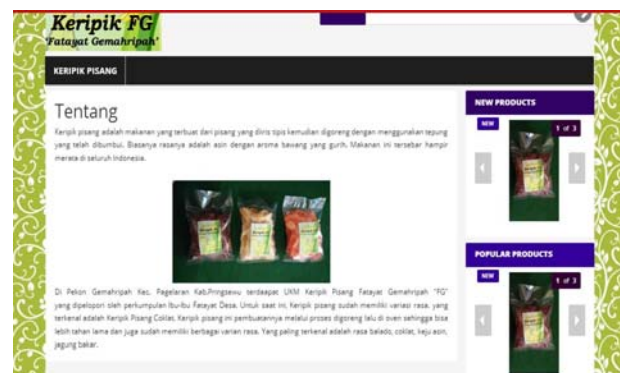 Keripik FG
'Fatayat Gemahripah'
KERIPIK PISANG
Tentang
Keripik pisang adalah makanan yang terbuat dari pisang yang diiris tipis kemudian digoreng dengan menggunakan tepung
yang telah dibumbui. Biasanya rasanya adalah asin dengan aroma bawang yang gurih. Makanan ini tersebar hampir
merata di seluruh Indonesia.
Di Pekon Gemahripah Kec. Pagelaran Kab.Pringsewu terdaapat UKM Keripik Pisang Fatayat Gemahripah "FG"
yang dipelopori oleh perkumpulan Ibu-ibu Fatayat Desa. Untuk saat ini, Keripik pisang sudah memiliki variasi rasa, yang
terkenal adalah Keripik Pisang Coklat, Keripik pisang ini pembuatannya melalui proses digoreng lalu di oven sehingga bisa
lebih tahan lama dan juga sudah memiliki berbagai varian rasa. Yang paling terkenal adalah rasa balado, coklat, keju asin,
jagung bakar.
NEW PRODUCTS
NEW
1 of 3
POPULAR PRODUCTS
NEW
1 of 3